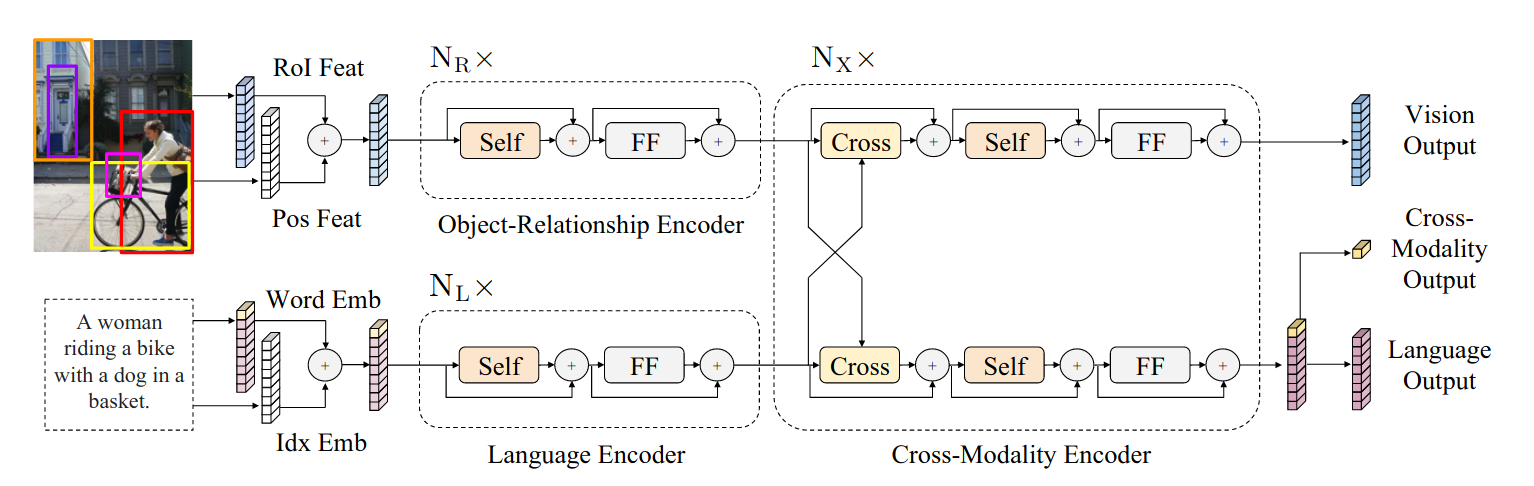 RoI Feat
Pos Feat
N_R×
Self
+
FF
+
+
Object-Relationship Encoder
A woman
riding a bike
with a dog in a
basket.
Word Emb
Idx Emb
+
N_L×
Self
+
FF
+
Language Encoder
N_X×
Cross
+
Self
+
FF
+
Cross
+
Self
+
FF
+
Cross-Modality Encoder
Vision
Output
Cross-
Modality
Output
Language
Output